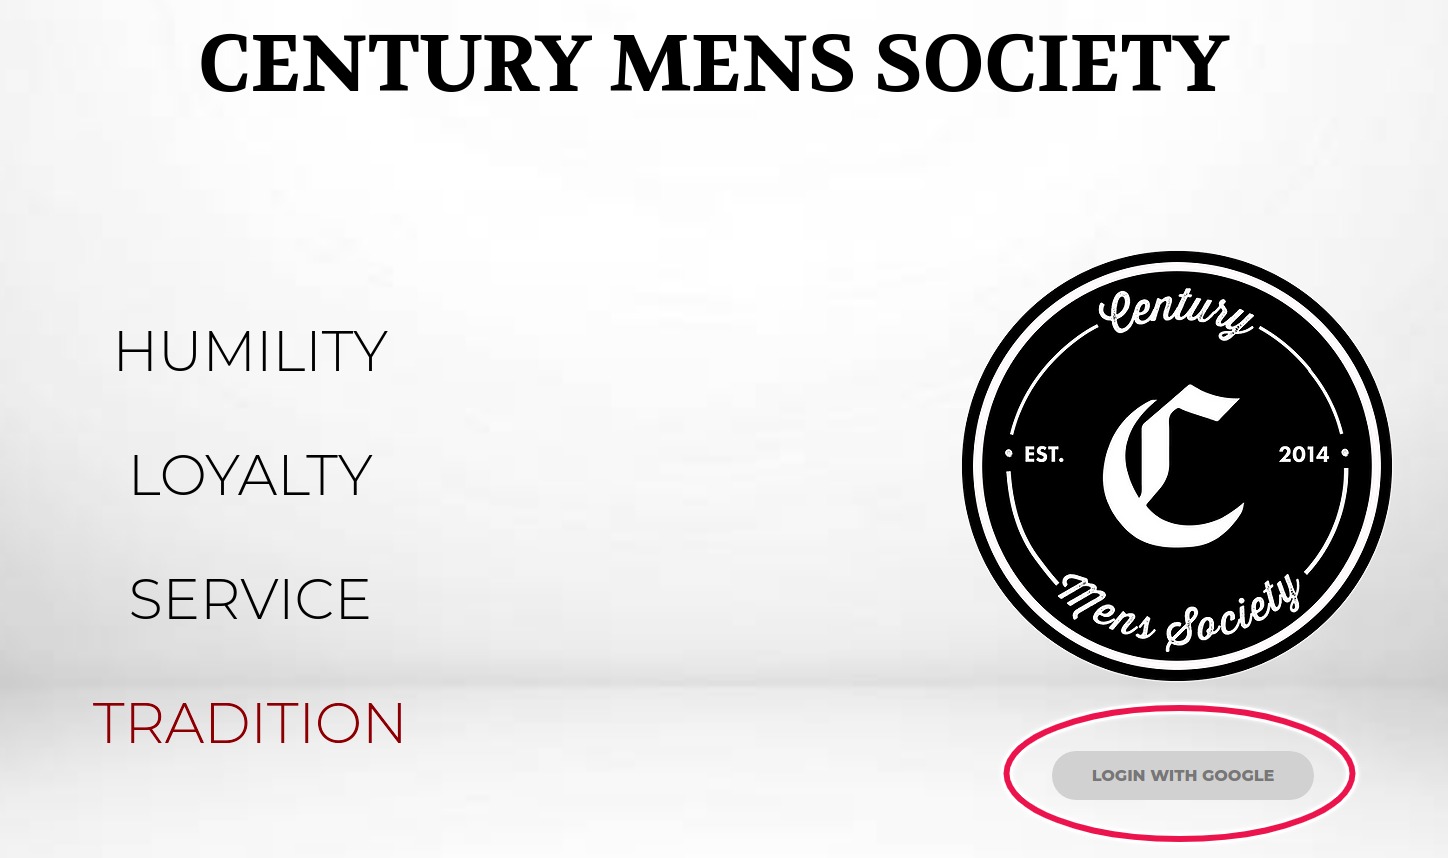 CENTURY MENS SOCIETY
HUMILITY
LOYALTY
SERVICE
TRADITION
Century
C
EST.
2014
Mens Society
LOGIN WITH GOOGLE